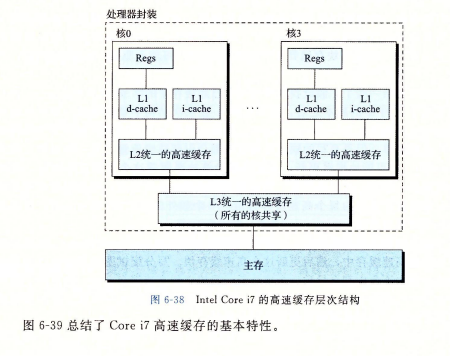 处理器封装
核0
核3
Regs
Regs
L1
d-cache
L1
i-cache
…
L1
d-cache
L1
i-cache
L2统一的高速缓存
L2统一的高速缓存
L3统一的高速缓存
（所有的核共享）
主存
图 6-38 Intel Core i7 的高速缓存层次结构
图 6-39 总结了 Core i7 高速缓存的基本特性。